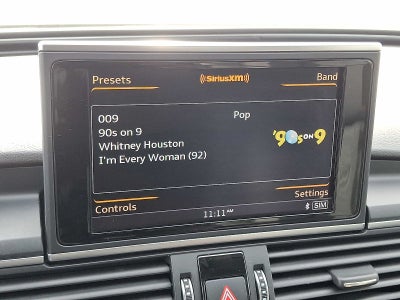 Presets
SiriusXM
Band
009
Pop
90s on 9
'90s ON 9
Whitney Houston
I'm Every Woman (92)
Controls
Settings
11:11 AM
SIM